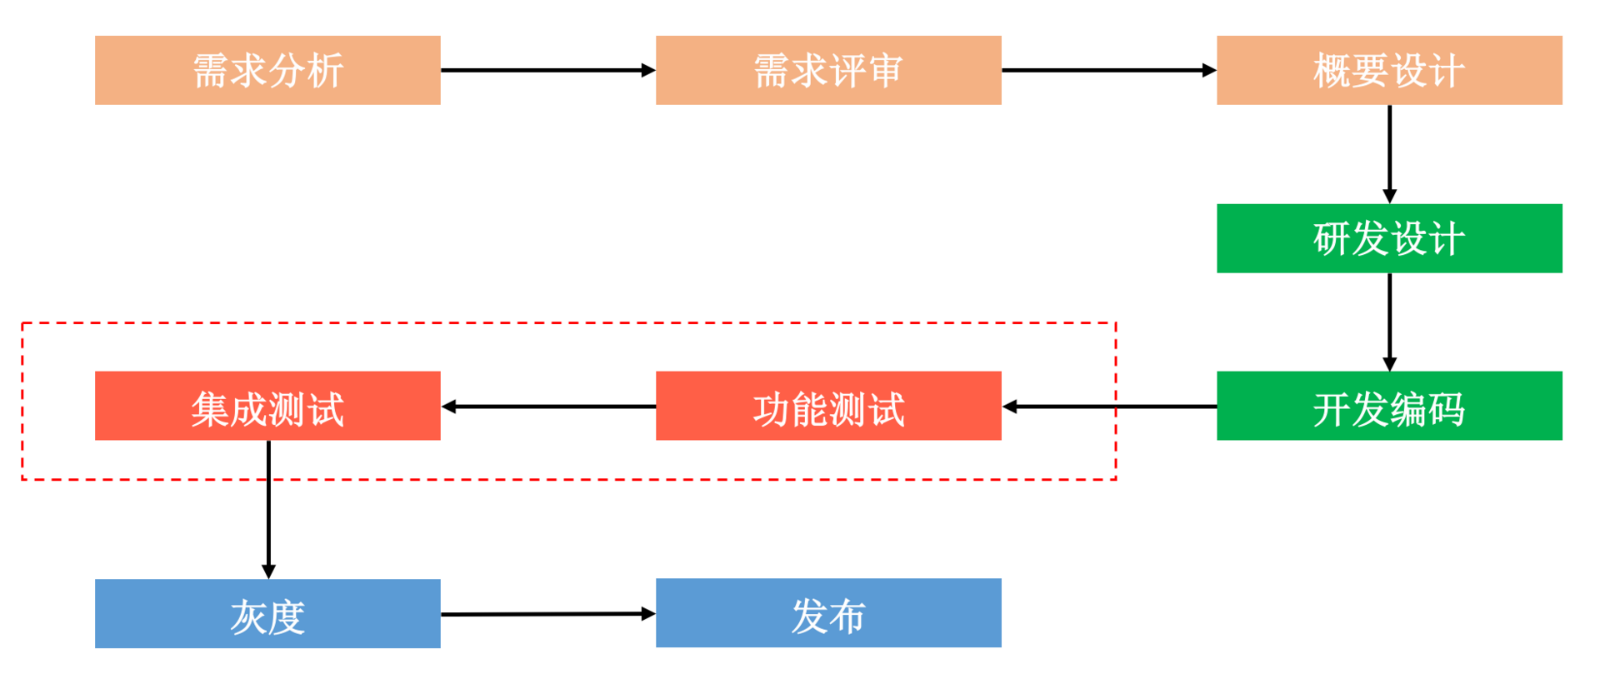 需求分析
需求评审
概要设计
研发设计
集成测试
功能测试
开发编码
灰度
发布